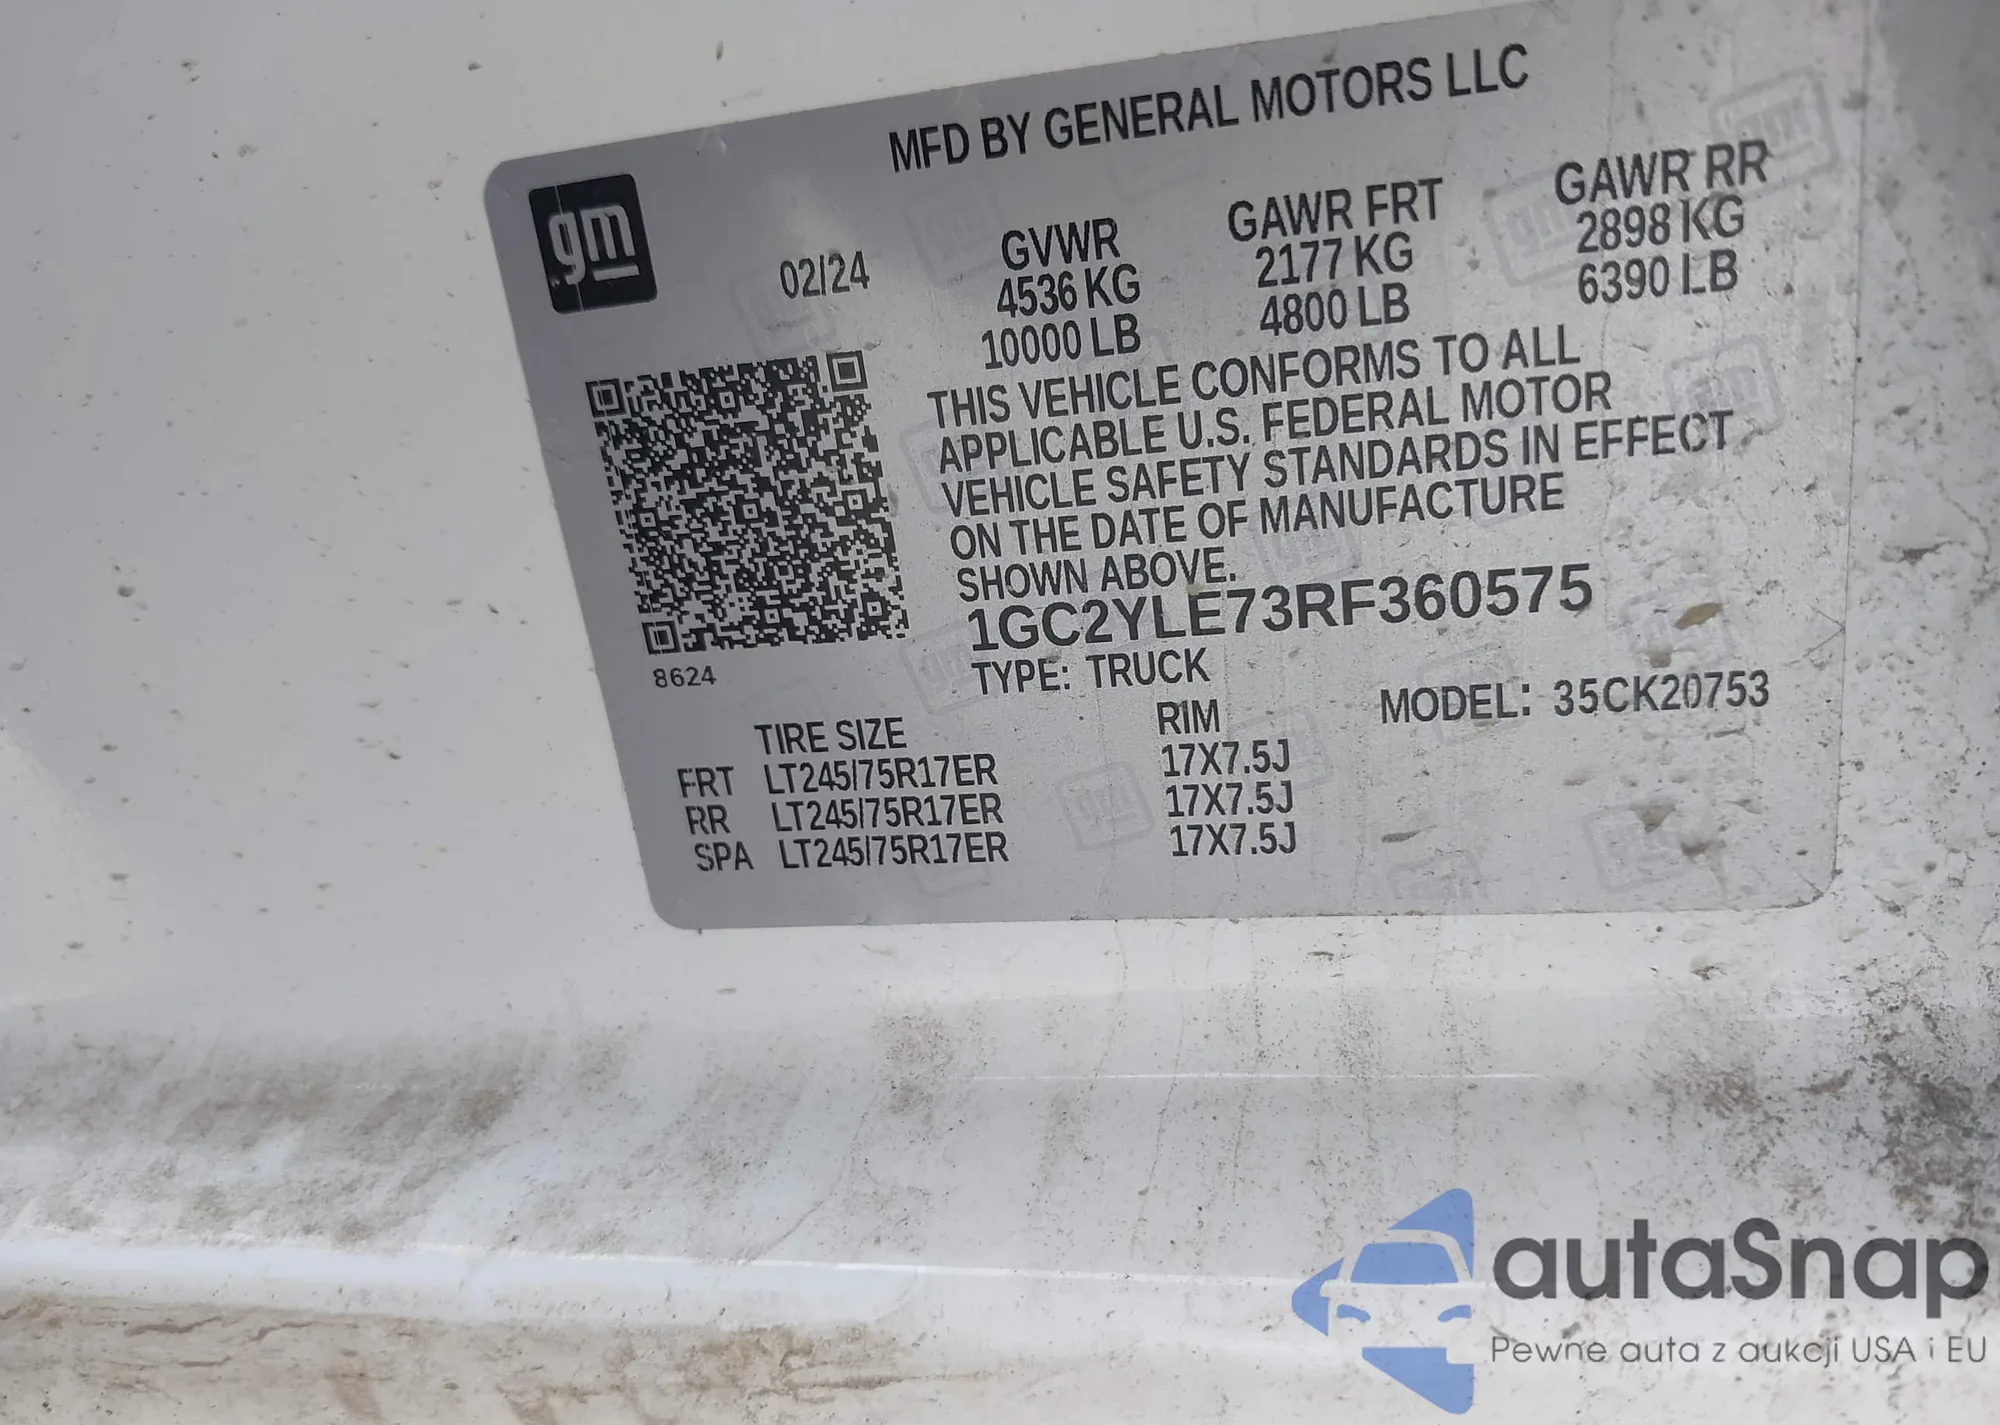 MFD BY GENERAL MOTORS LLC
gm
02/24
GVWR
4536 KG
10000 LB
GAWR FRT
2177 KG
4800 LB
GAWR RR
2898 KG
6390 LB
THIS VEHICLE CONFORMS TO ALL
APPLICABLE U.S. FEDERAL MOTOR
VEHICLE SAFETY STANDARDS IN EFFECT
ON THE DATE OF MANUFACTURE
SHOWN ABOVE.
1GC2YLE73RF360575
8624
TYPE: TRUCK
MODEL: 35CK20753
TIRE SIZE RIM
FRT LT245/75R17ER 17X7.5J
RR LT245/75R17ER 17X7.5J
SPA LT245/75R17ER 17X7.5J
autaSnap
Pewne auta z aukcji USA i EU